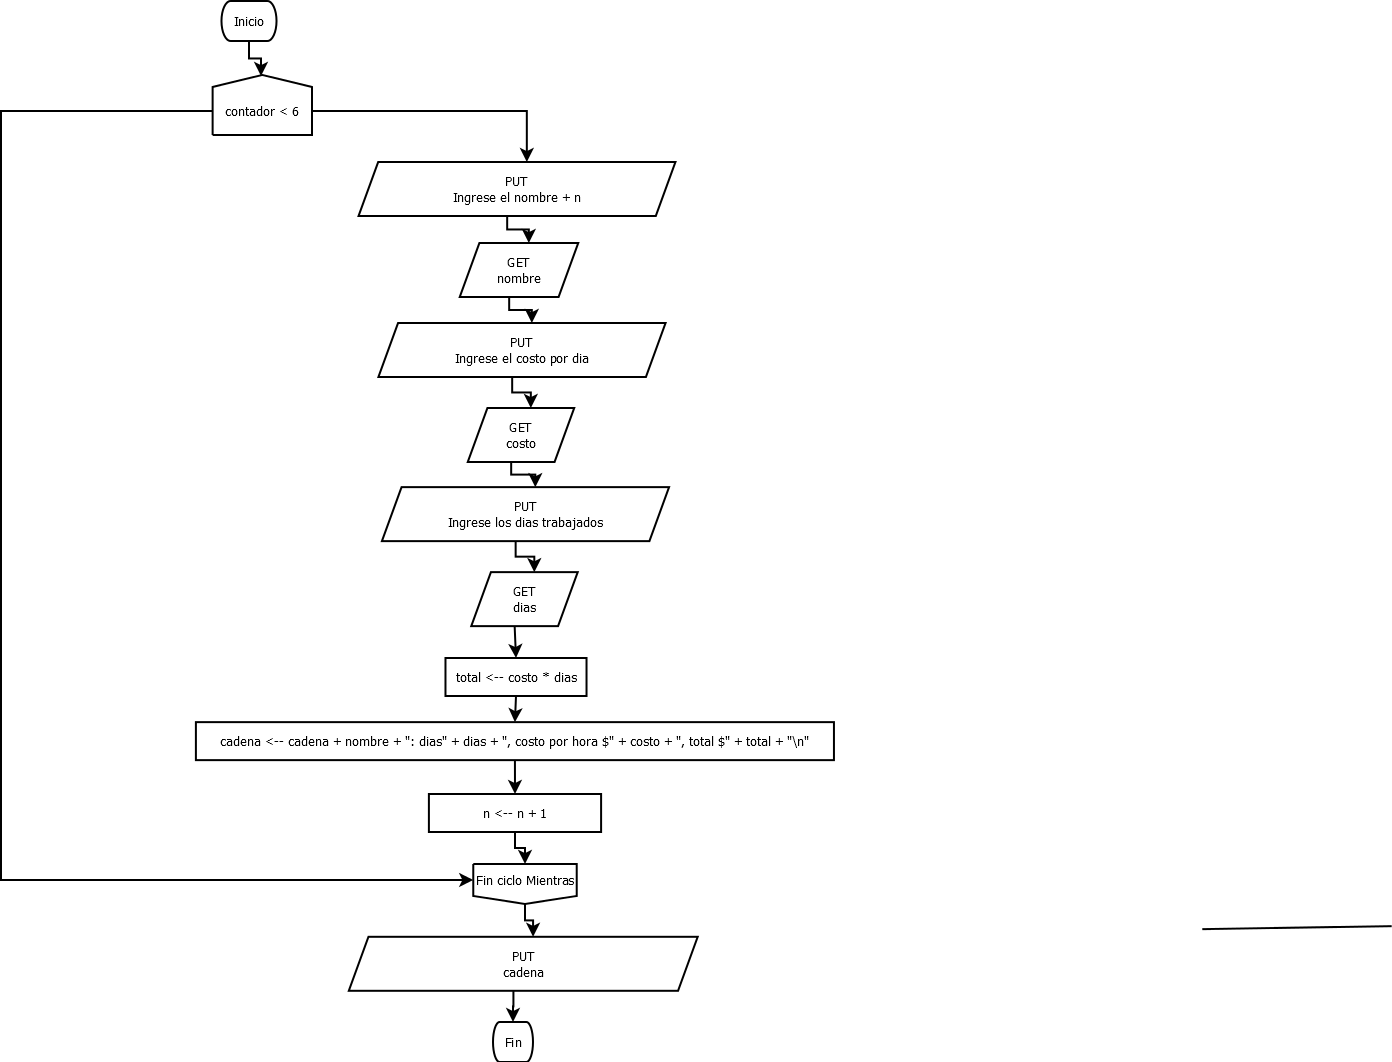 Inicio
contador < 6
PUT
Ingrese el nombre + n
GET
nombre
PUT
Ingrese el costo por dia
GET
costo
PUT
Ingrese los dias trabajados
GET
dias
total <-- costo * dias
cadena <-- cadena + nombre + ": dias" + dias + ", costo por hora $" + costo + ", total $" + total + "\n"
n <-- n + 1
Fin ciclo Mientras
PUT
cadena
Fin